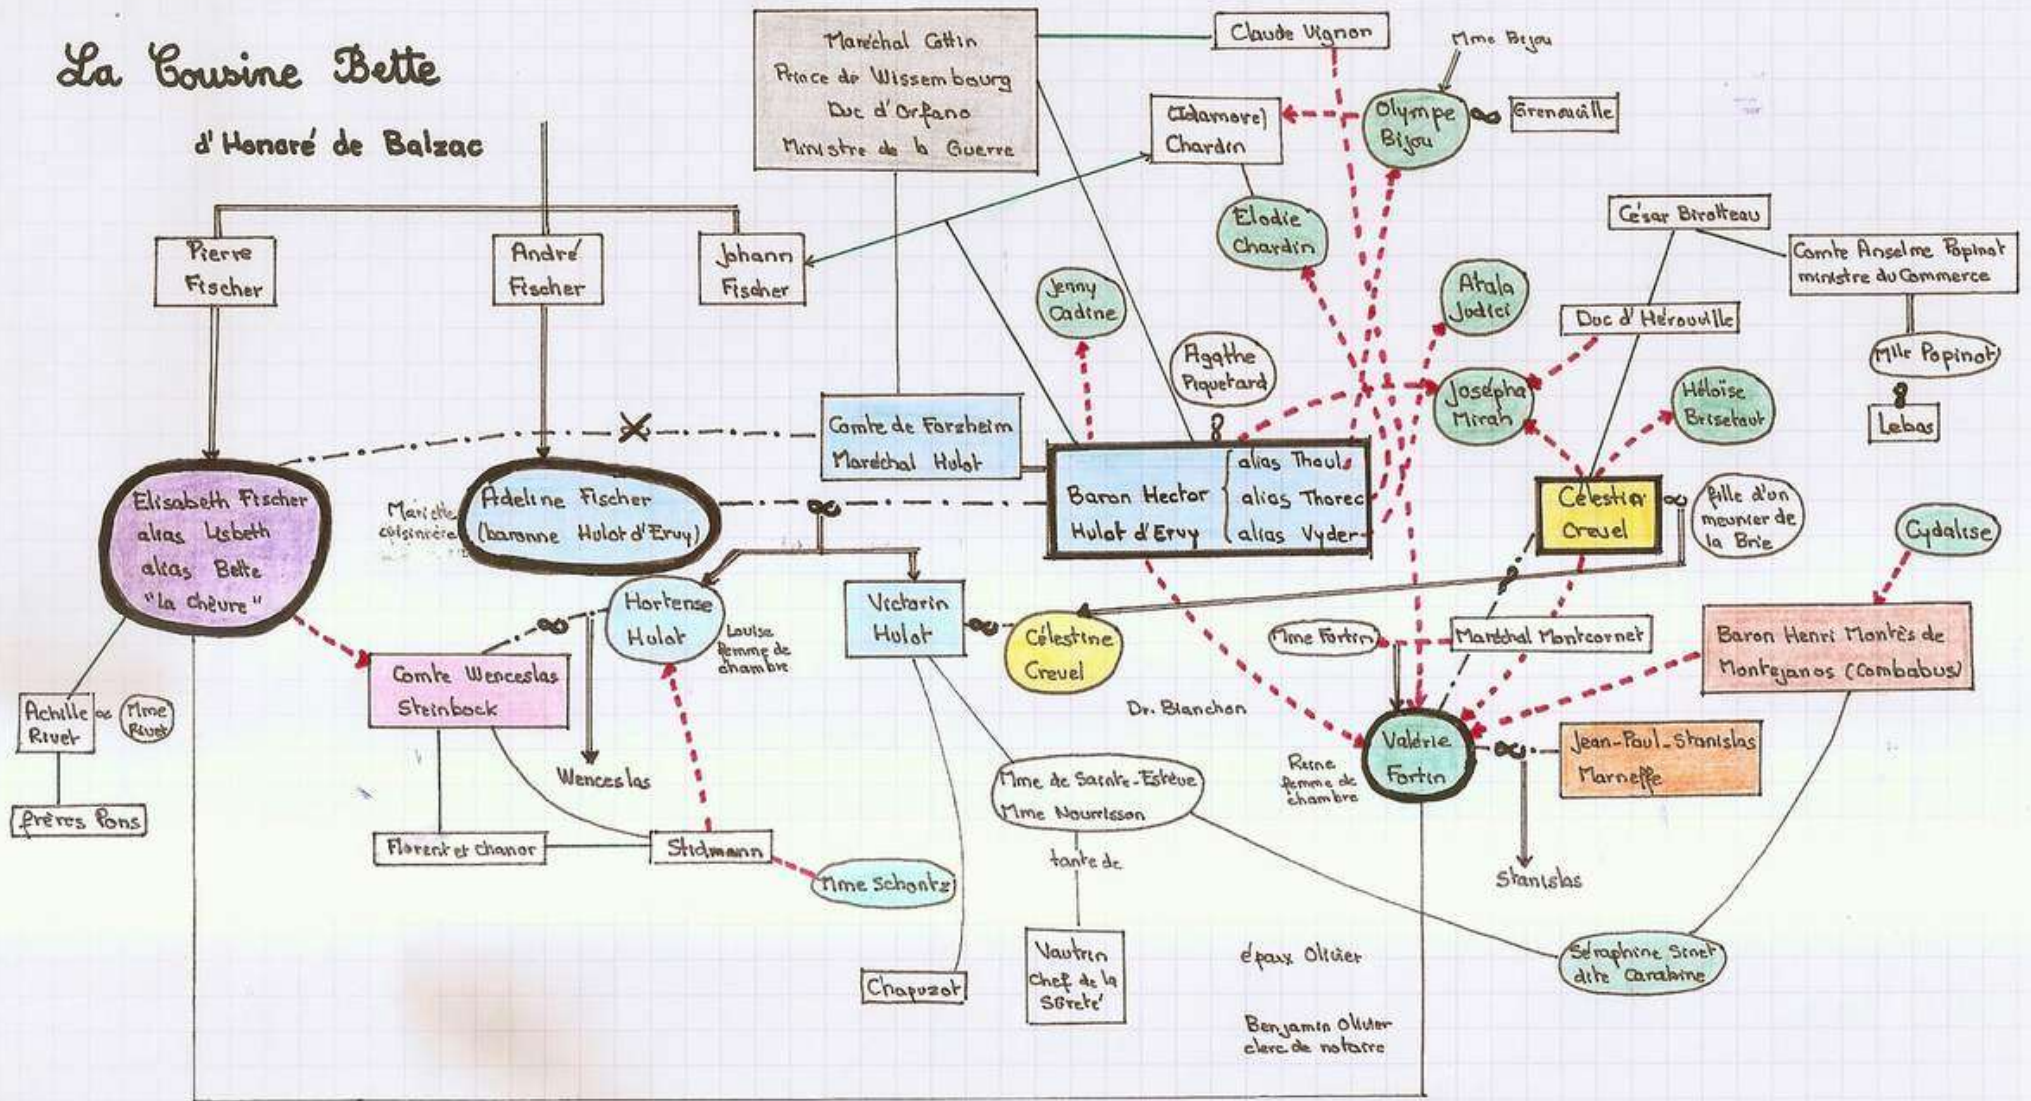 La Cousine Bette
d'Honoré de Balzac
Maréchal Cottin
Prince de Wissembourg
Duc d'Orfano
Ministre de la Guerre
Claude Vignon
Mme Bijou
(Idamore)
Chardin
Olympe
Bijou
Grenouville
Elodie
Chardin
César Birotteau
Comte Anselme Popinot
ministre du Commerce
Pierre
Fischer
André
Fischer
Johann
Fischer
Jenny
Cadine
Atala
Judici
Duc d'Hérouville
Mlle Popinot
Lebas
Agathe
Piquetard
Josépha
Mirah
Héloïse
Brisetout
Comte de Forzheim
Maréchal Hulot
Baron Hector
Hulot d'Ervy
alias Thoul
alias Thorec
alias Vyder
Elisabeth Fischer
alias Lisbeth
alias Bette
"la Chèvre"
Mariette
cuisinière
Adeline Fischer
(baronne Hulot d'Ervy)
Célestin
Crevel
fille d'un
meunier de
la Brie
Cydalise
Hortense
Hulot
Louise
femme de
chambre
Victorin
Hulot
Célestine
Crevel
Mme Fortin
Maréchal Montcornet
Baron Henri Montès de
Montejanos (Combabus)
Comte Wenceslas
Steinbock
Achille
Rivet
Mme
Rivet
Dr. Bianchon
Valérie
Fortin
Jean-Paul-Stanislas
Marneffe
Reine
femme de
chambre
Wenceslas
Mme de Sainte-Estève
Mme Nourrisson
frères Pons
Florent et Chanor
Stidmann
Mme Schontz
tante de
Stanislas
Vautrin
Chef de la
Sûreté
Chapuzot
époux Olivier
Séraphine Sinet
dite Carabine
Benjamin Olivier
clerc de notaire